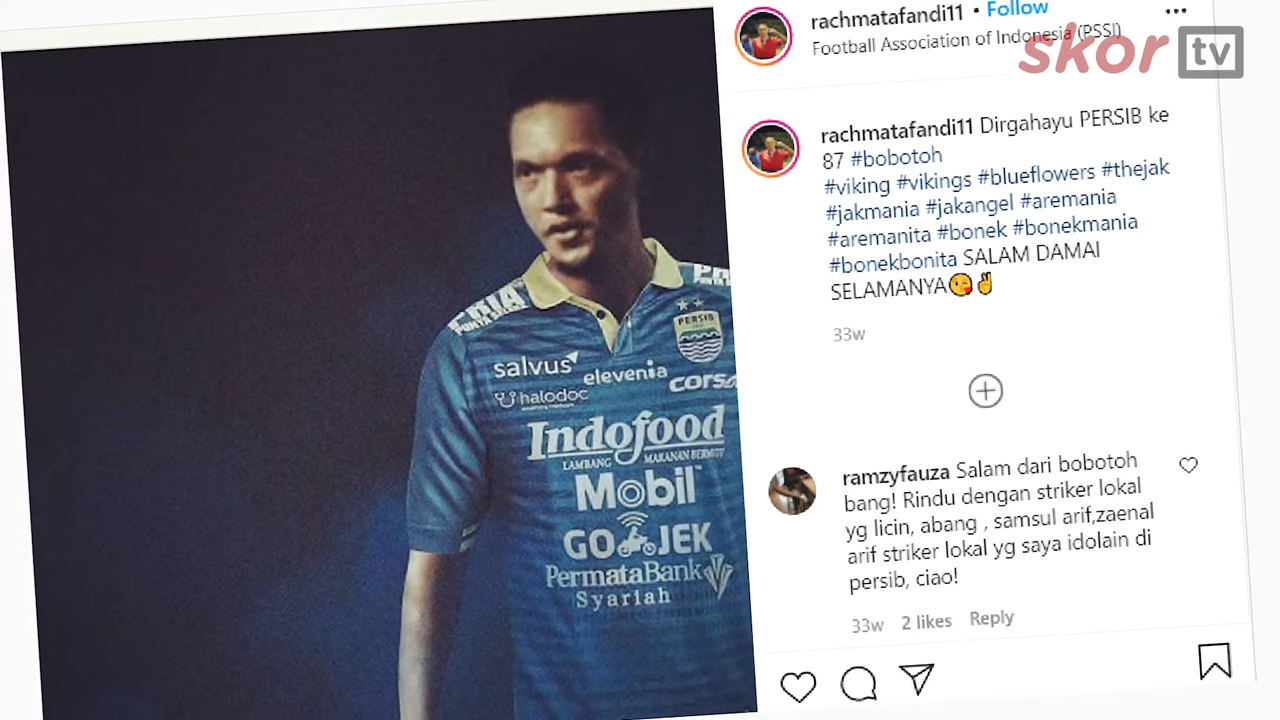 rachmatafandi11 • Follow
Football Association of Indonesia (PSSI)
skor tv
rachmatafandi11 Dirgahayu PERSIB ke
87 #bobotoh
#viking #vikings #blueflowers #thejak
#jakmania #jakangel #aremania
#aremanita #bonek #bonekmania
#bonekbonita SALAM DAMAI
SELAMANYA😘✌
33w
ramzyfauza Salam dari bobotoh
bang! Rindu dengan striker lokal
yg licin, abang , samsul arif,zaenal
arif striker lokal yg saya idolain di
persib, ciao!
33w 2 likes Reply
PERSIB
salvus
elevenia
corsa
halodoc
Indofood
LAMBANG MAKANAN BERMUTU
Mobil
GOJEK
PermataBank
Syariah